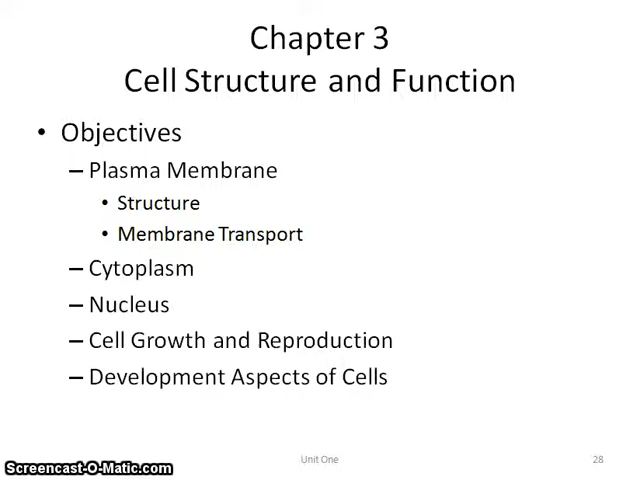 Chapter 3
Cell Structure and Function
• Objectives
– Plasma Membrane
• Structure
• Membrane Transport
– Cytoplasm
– Nucleus
– Cell Growth and Reproduction
– Development Aspects of Cells
Unit One
28
Screencast-O-Matic.com